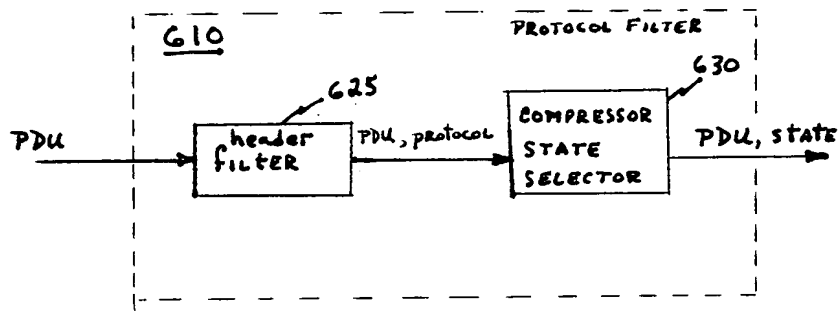 610
PROTOCOL FILTER
625
630
PDU
header
FILTER
PDU, protocol
COMPRESSOR
STATE
SELECTOR
PDU, STATE